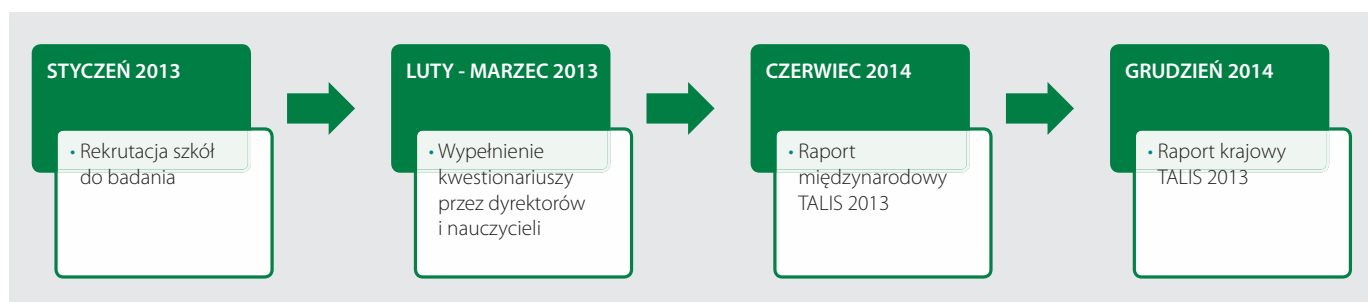 STYCZEŃ 2013
• Rekrutacja szkół
do badania
LUTY - MARZEC 2013
• Wypełnienie
kwestionariuszy
przez dyrektorów
i nauczycieli
CZERWIEC 2014
• Raport
międzynarodowy
TALIS 2013
GRUDZIEŃ 2014
• Raport krajowy
TALIS 2013